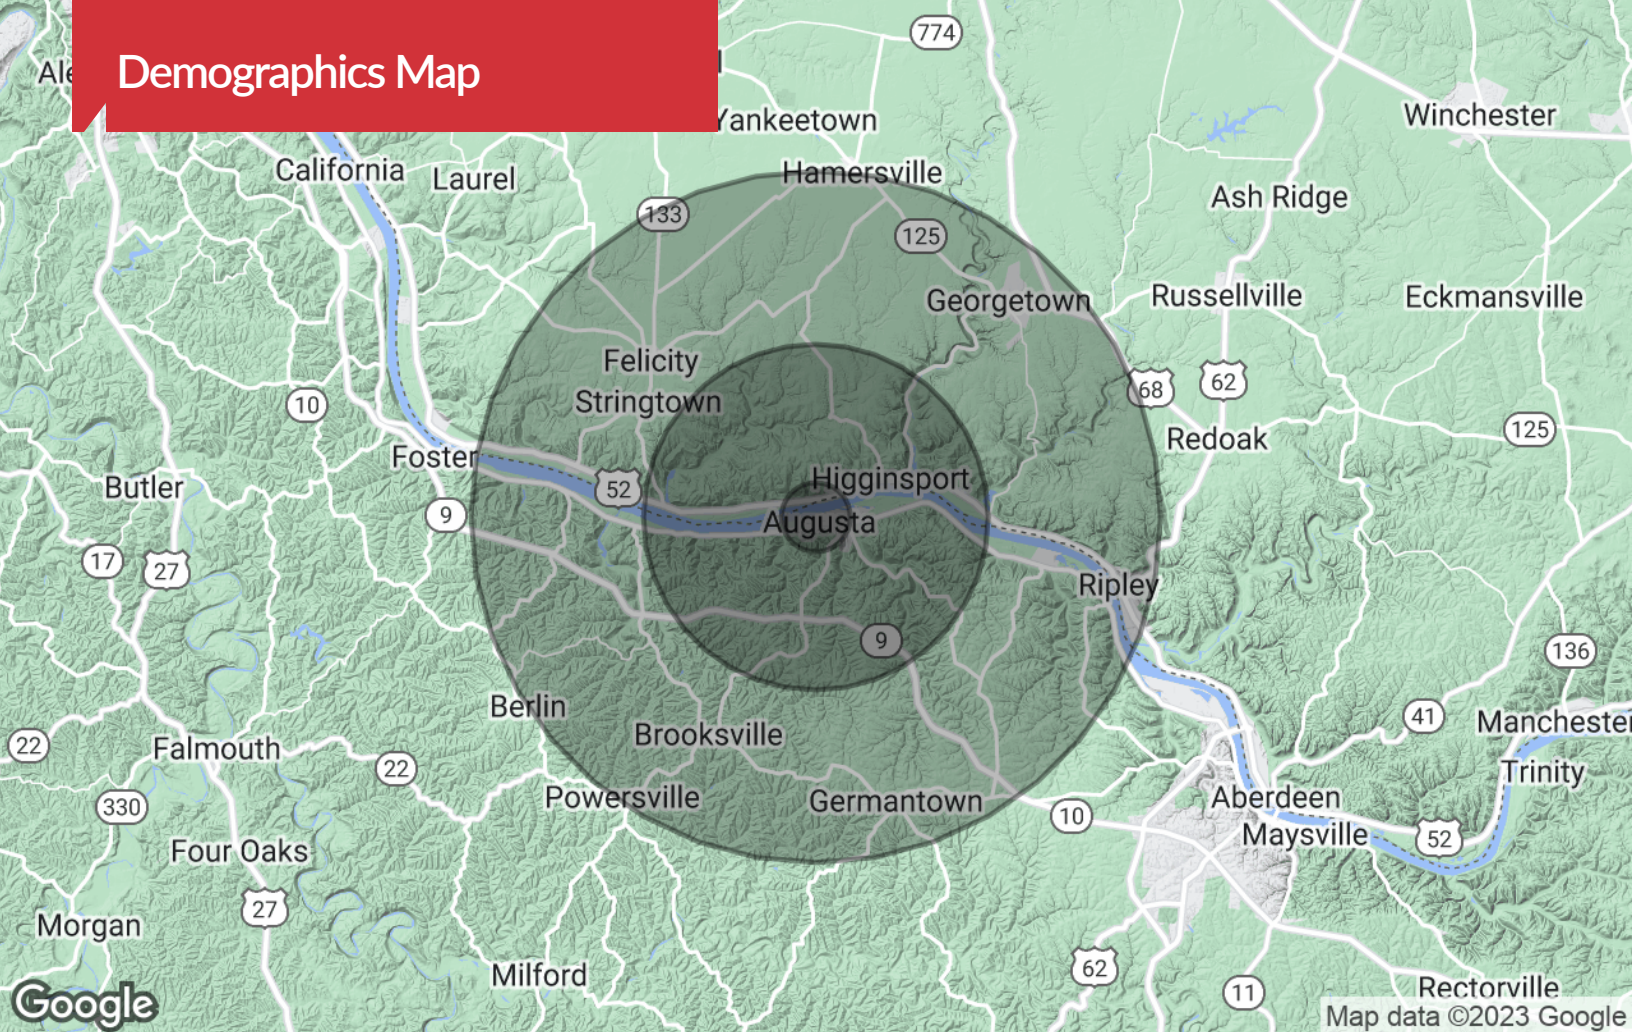 774
Ale
Demographics Map
Yankeetown
Winchester
California
Laurel
Hamersville
Ash Ridge
133
125
Georgetown
Russellville
Eckmansville
Felicity
Stringtown
68
62
10
125
Redoak
Foster
Butler
52
Higginsport
9
Augusta
17
27
Ripley
9
136
Berlin
Brooksville
41
Manchester
22
Falmouth
22
Trinity
Powersville
Germantown
Aberdeen
330
10
Maysville
52
Four Oaks
27
Morgan
62
Milford
11
Rectorville
Google
Map data ©2023 Google